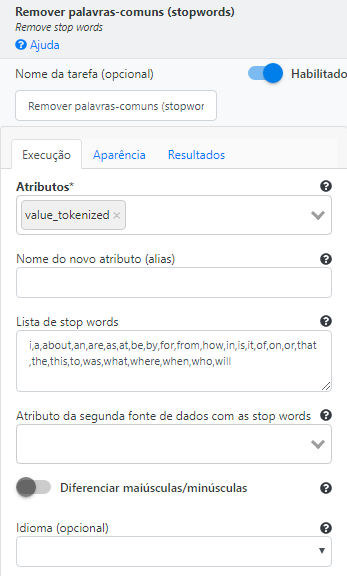 Remover palavras-comuns (stopwords)
Remove stop words
Ajuda
Nome da tarefa (opcional)
Habilitado
Remover palavras-comuns (stopwor
Execução Aparência Resultados
Atributos*
value_tokenized ×
Nome do novo atributo (alias)
Lista de stop words
i,a,about,an,are,as,at,be,by,for,from,how,in,is,it,of,on,or,that
,the,this,to,was,what,where,when,who,will
Atributo da segunda fonte de dados com as stop words
Diferenciar maiúsculas/minúsculas
Idioma (opcional)